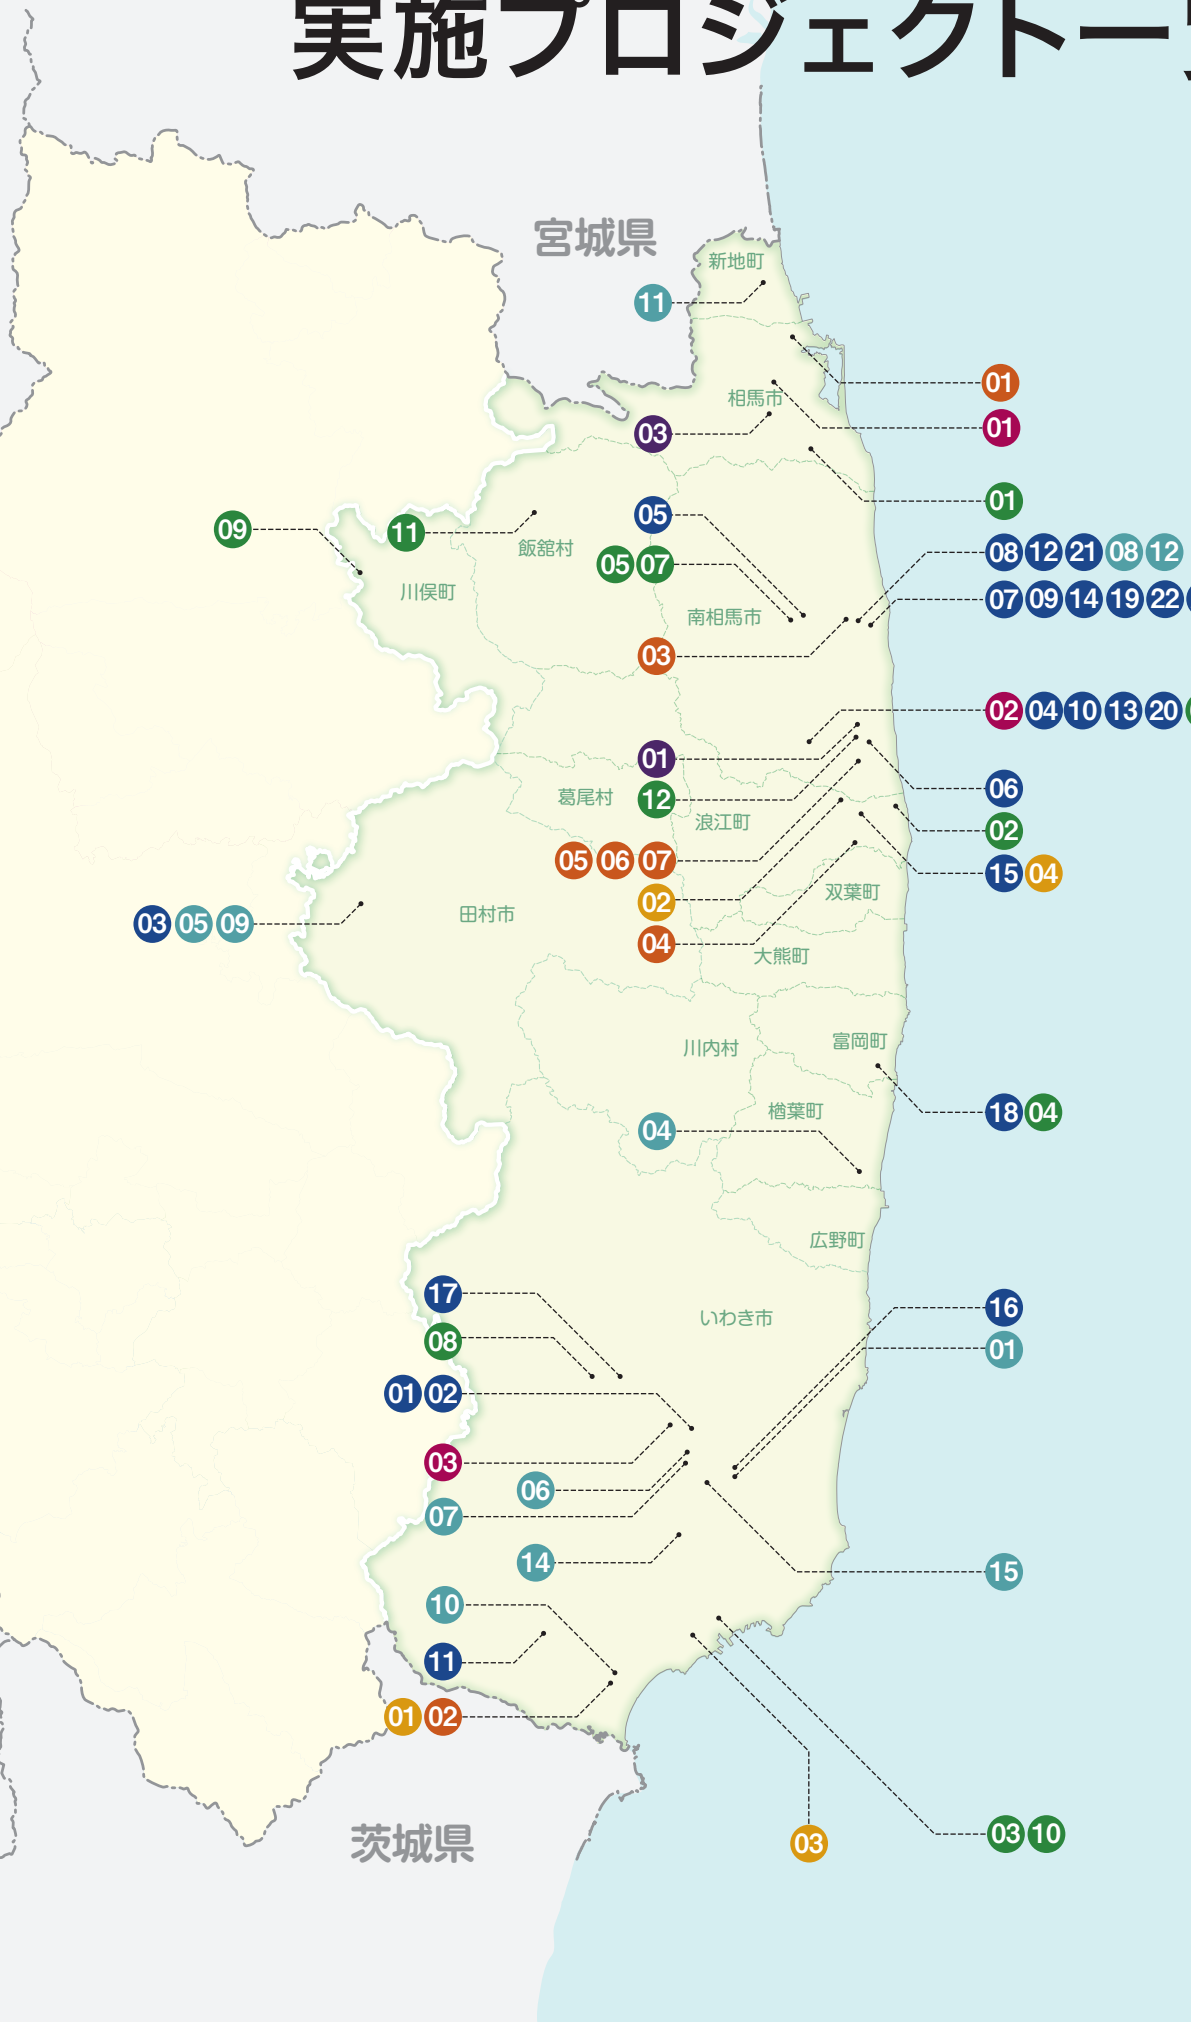 実施プロジェクト一
宮城県
新地町
11
01
相馬市
01
03
01
05
09
11
飯舘村
08 12 21 08 12
05 07
川俣町
07 09 14 19 22
南相馬市
03
02 04 10 13 20
01
06
葛尾村
12
浪江町
02
05 06 07
15 04
双葉町
02
田村市
03 05 09
04
大熊町
富岡町
川内村
楢葉町
18 04
04
広野町
17
16
いわき市
08
01
01 02
03
06
07
14
15
10
11
01 02
茨城県
03
03 10